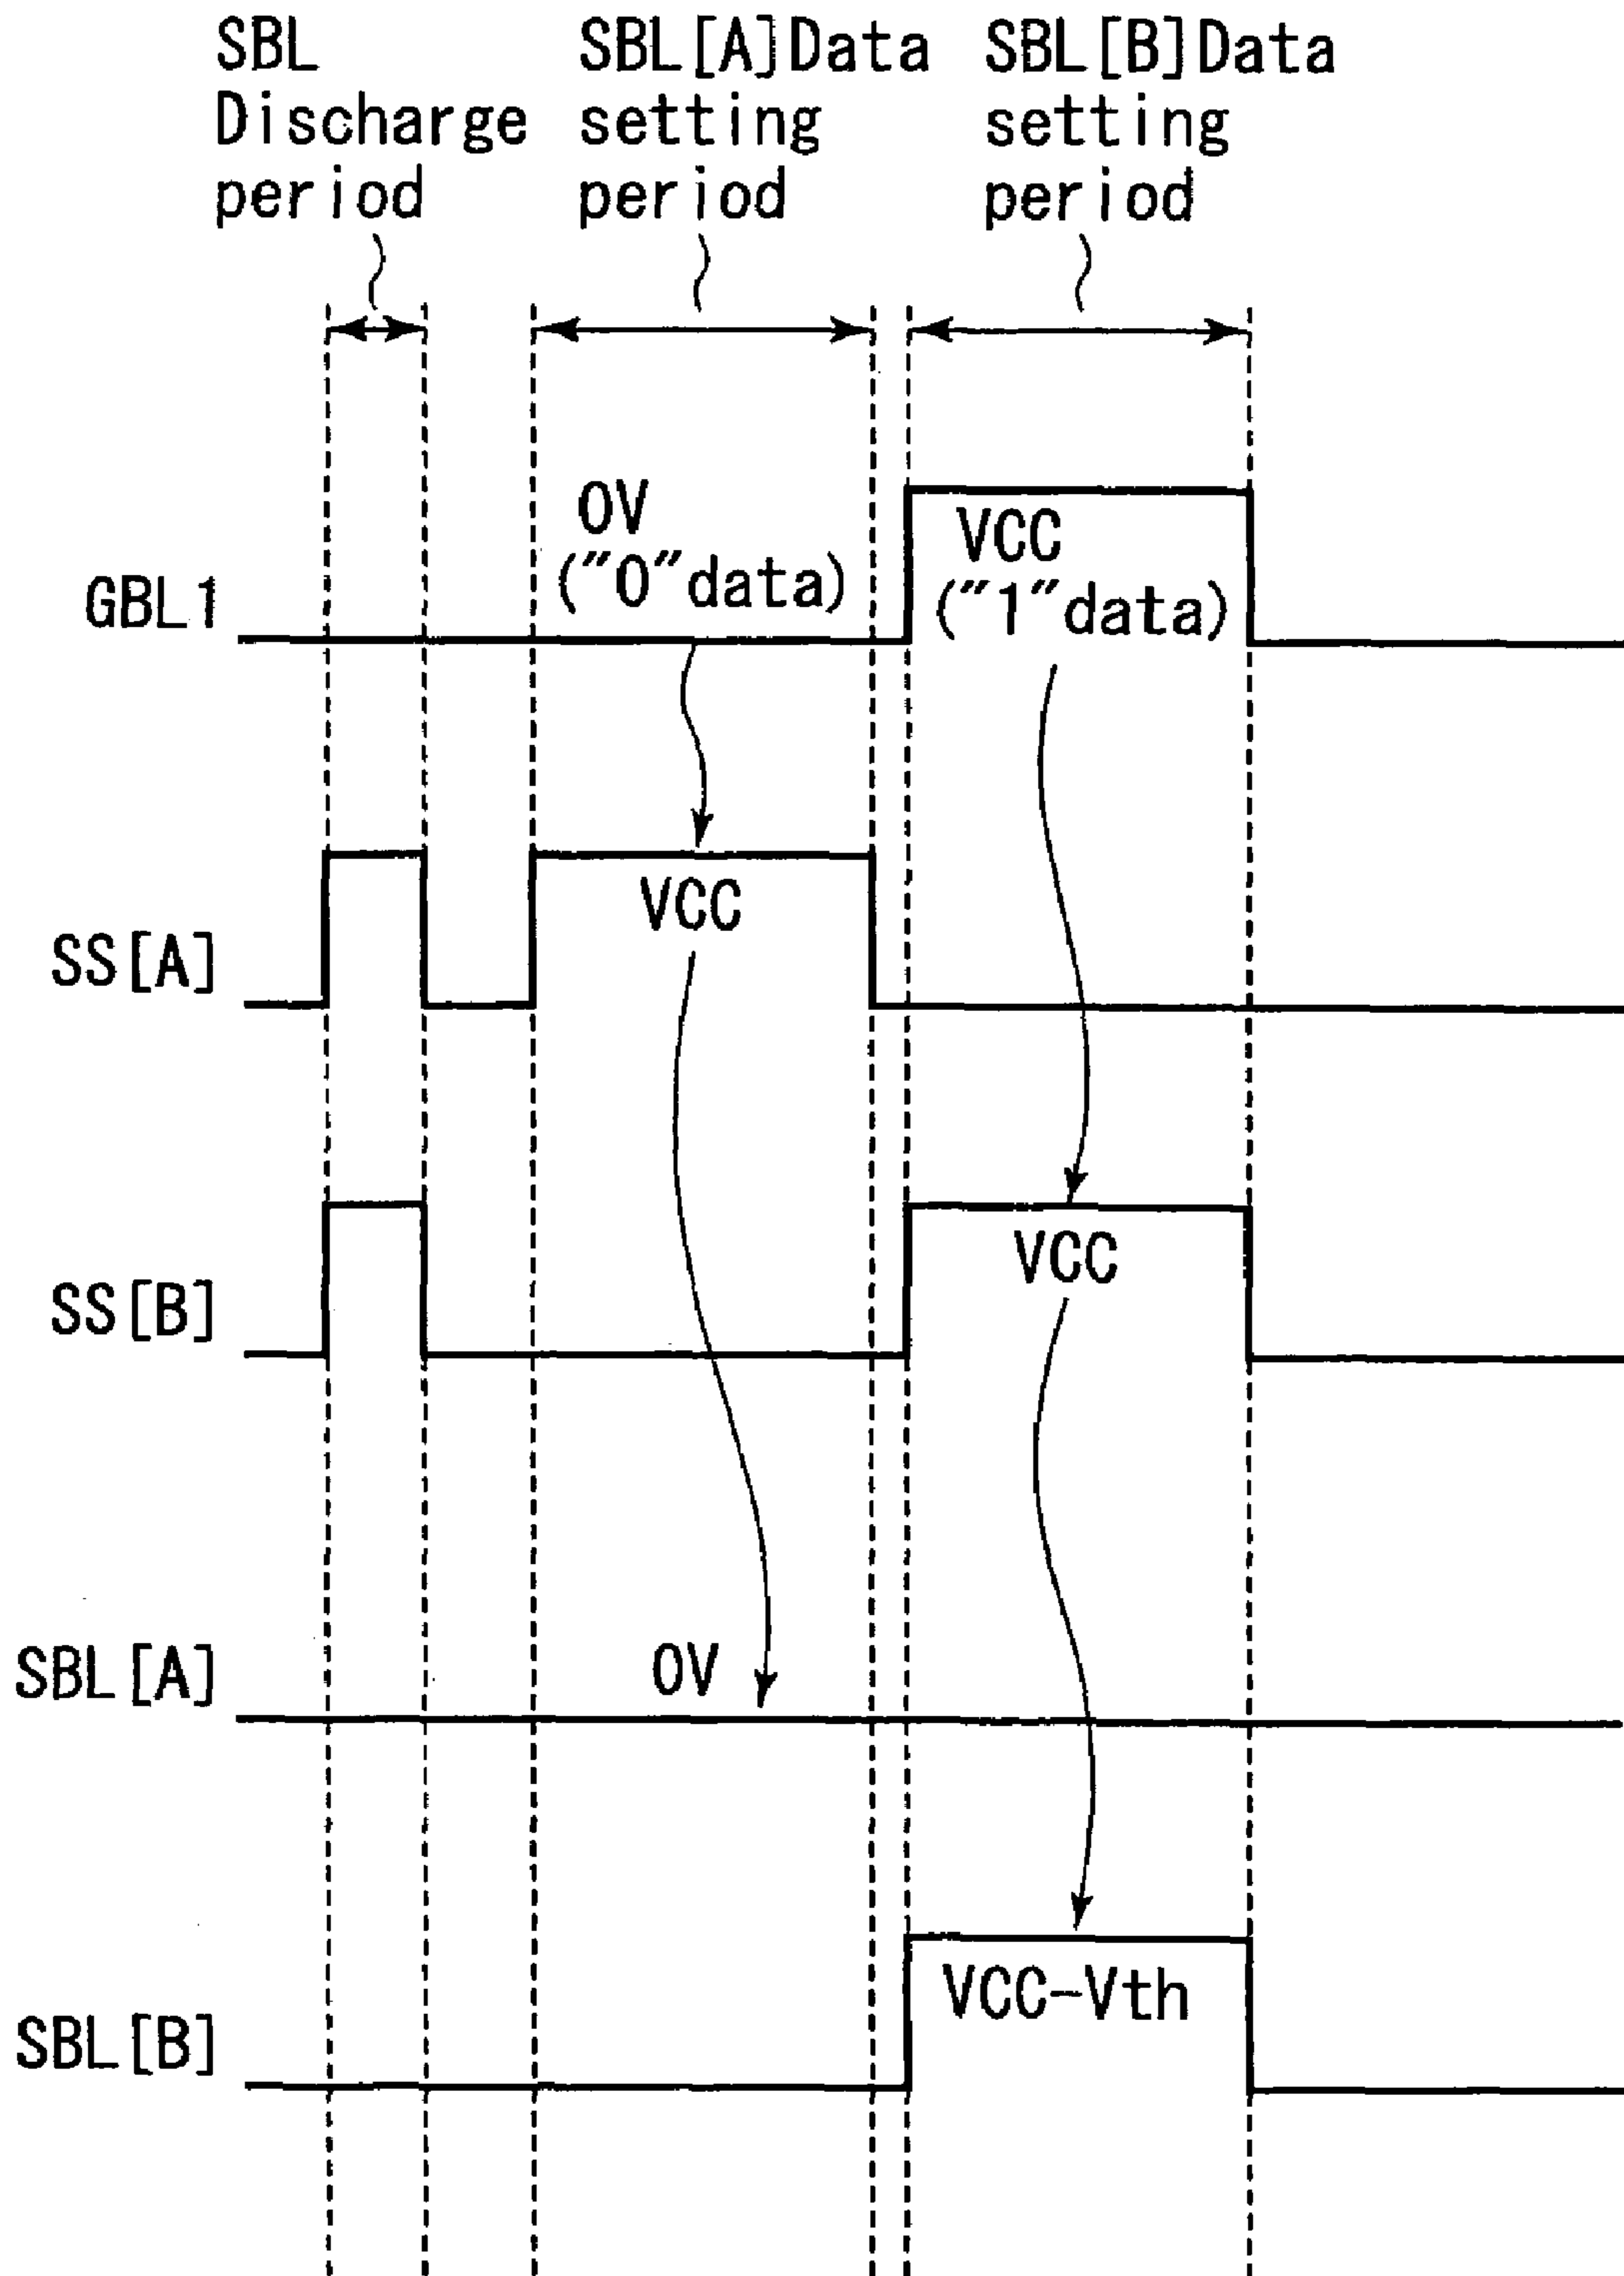 SBL
Discharge
period
SBL[A]Data
setting
period
SBL[B]Data
setting
period
GBL1
0V
("0"data)
VCC
("1"data)
SS[A]
VCC
SS[B]
VCC
SBL[A]
0V
SBL[B]
VCC-Vth